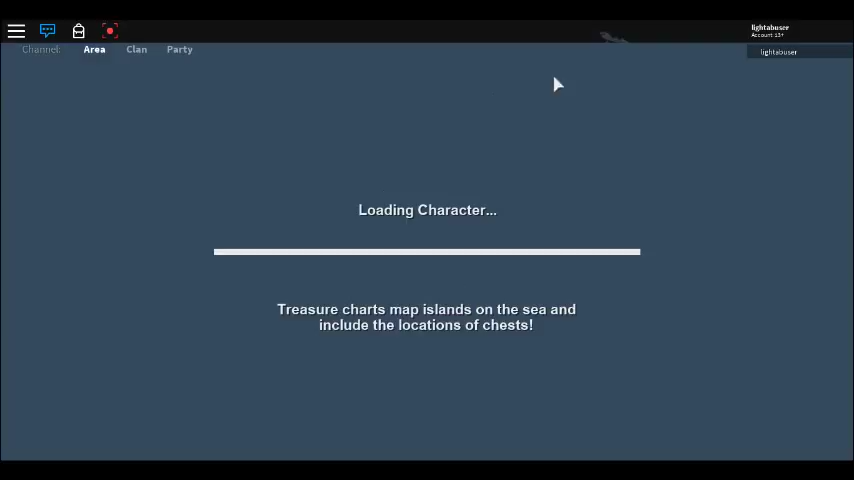 lightabuser
Account: 13+
Channel: Area Clan Party
lightabuser
Loading Character...
Treasure charts map islands on the sea and
include the locations of chests!